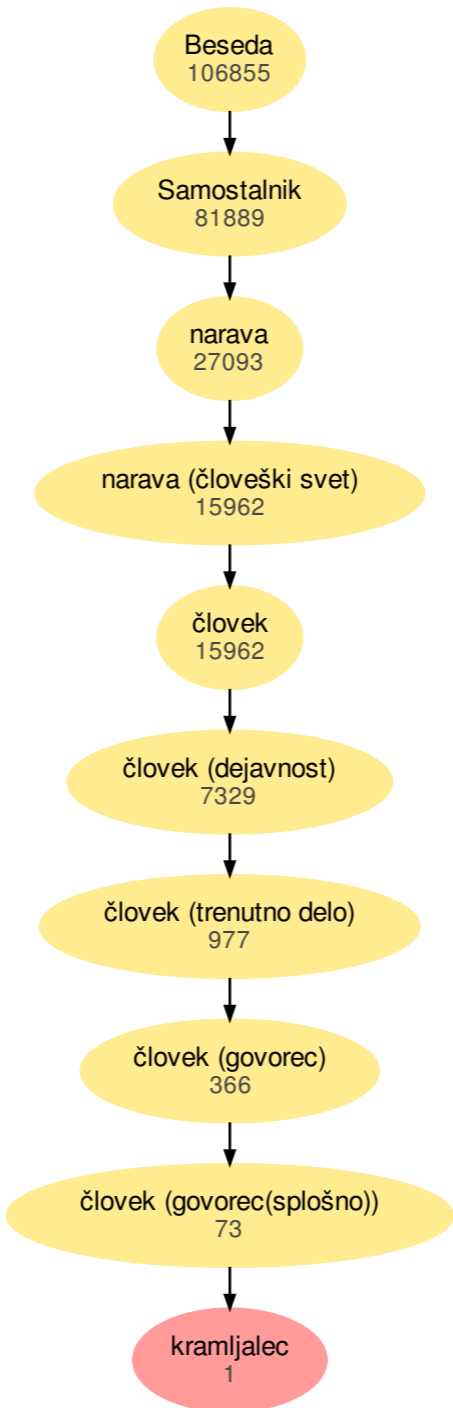 Beseda
106855
Samostalnik
81889
narava
27093
narava (človeški svet)
15962
človek
15962
človek (dejavnost)
7329
človek (trenutno delo)
977
človek (govorec)
366
človek (govorec(splošno))
73
kramljalec
1